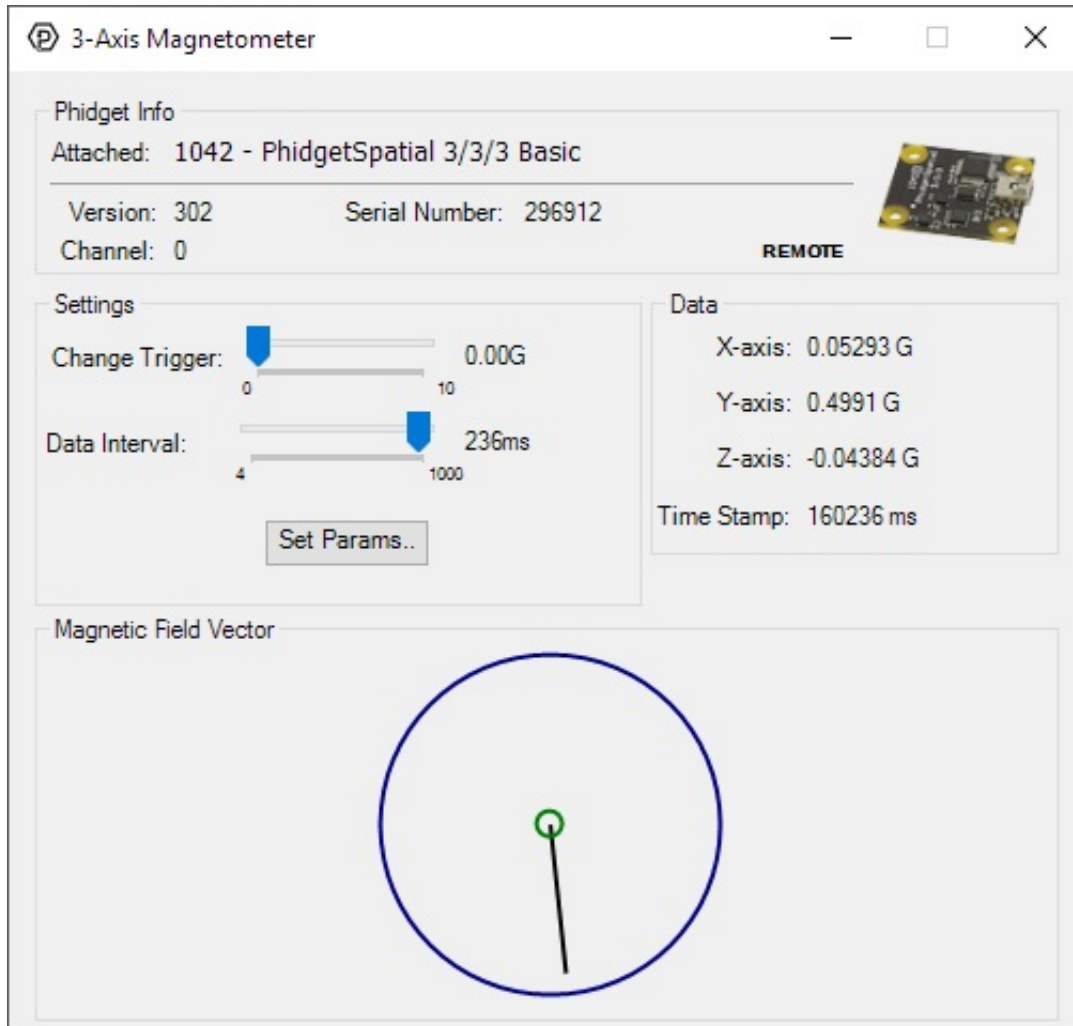 3-Axis Magnetometer
Phidget Info
Attached: 1042 - PhidgetSpatial 3/3/3 Basic
Version: 302 Serial Number: 296912
Channel: 0
REMOTE
Settings
Change Trigger: 0.00G
0 10
Data Interval: 236ms
4 1000
Set Params..
Data
X-axis: 0.05293 G
Y-axis: 0.4991 G
Z-axis: -0.04384 G
Time Stamp: 160236 ms
Magnetic Field Vector